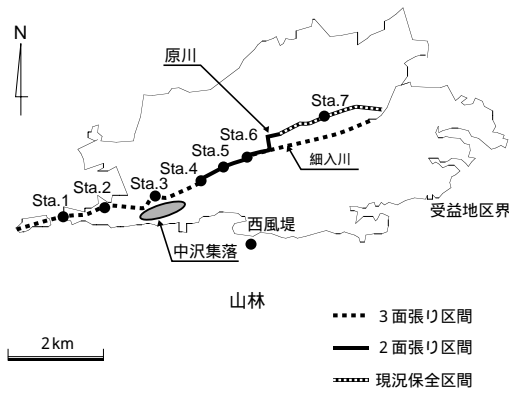 N
原川
Sta.7
Sta.6
Sta.5
Sta.4
細入川
Sta.3
Sta.2
Sta.1
受益地区界
西風堤
中沢集落
山林
3面張り区間
2km
2面張り区間
現況保全区間